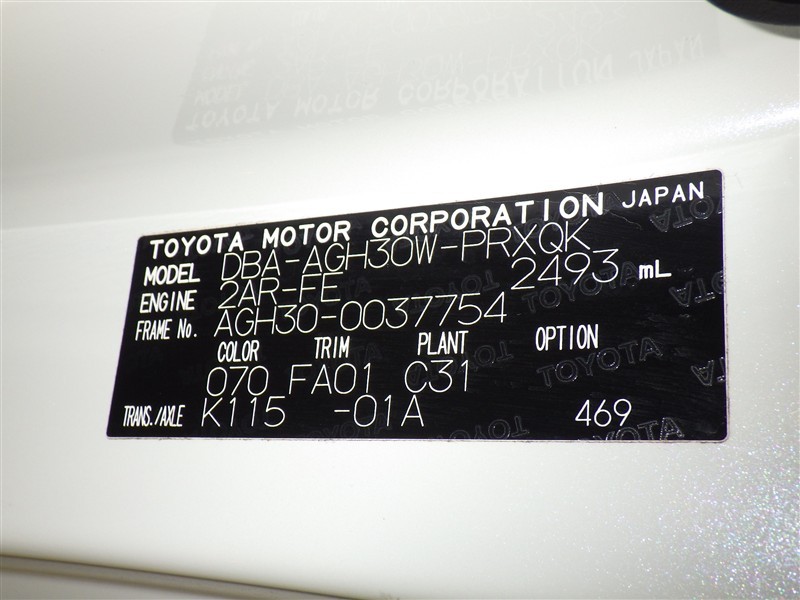 TOYOTA MOTOR CORPORATION JAPAN
MODEL DBA-AGH30W-PRXQK
ENGINE 2AR-FE 2493 mL
FRAME No. AGH30-0037754
COLOR TRIM PLANT OPTION
070 FA01 C31
TRANS./AXLE K115 -01A 469